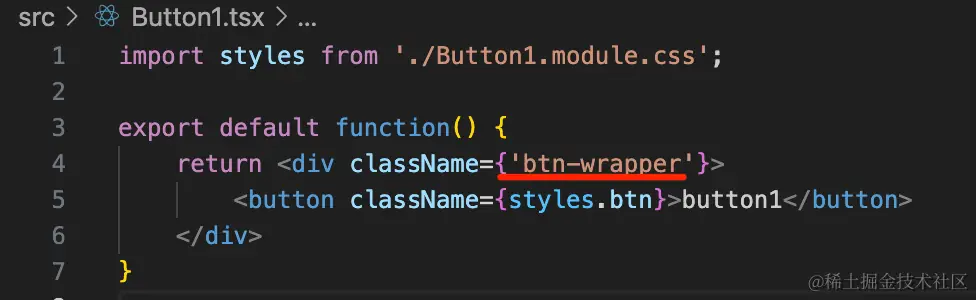 src > Button1.tsx > ...
1 import styles from './Button1.module.css';
2
3 export default function() {
4 return <div className={'btn-wrapper'}>
5 <button className={styles.btn}>button1</button>
6 </div>
7 }
@稀土掘金技术社区